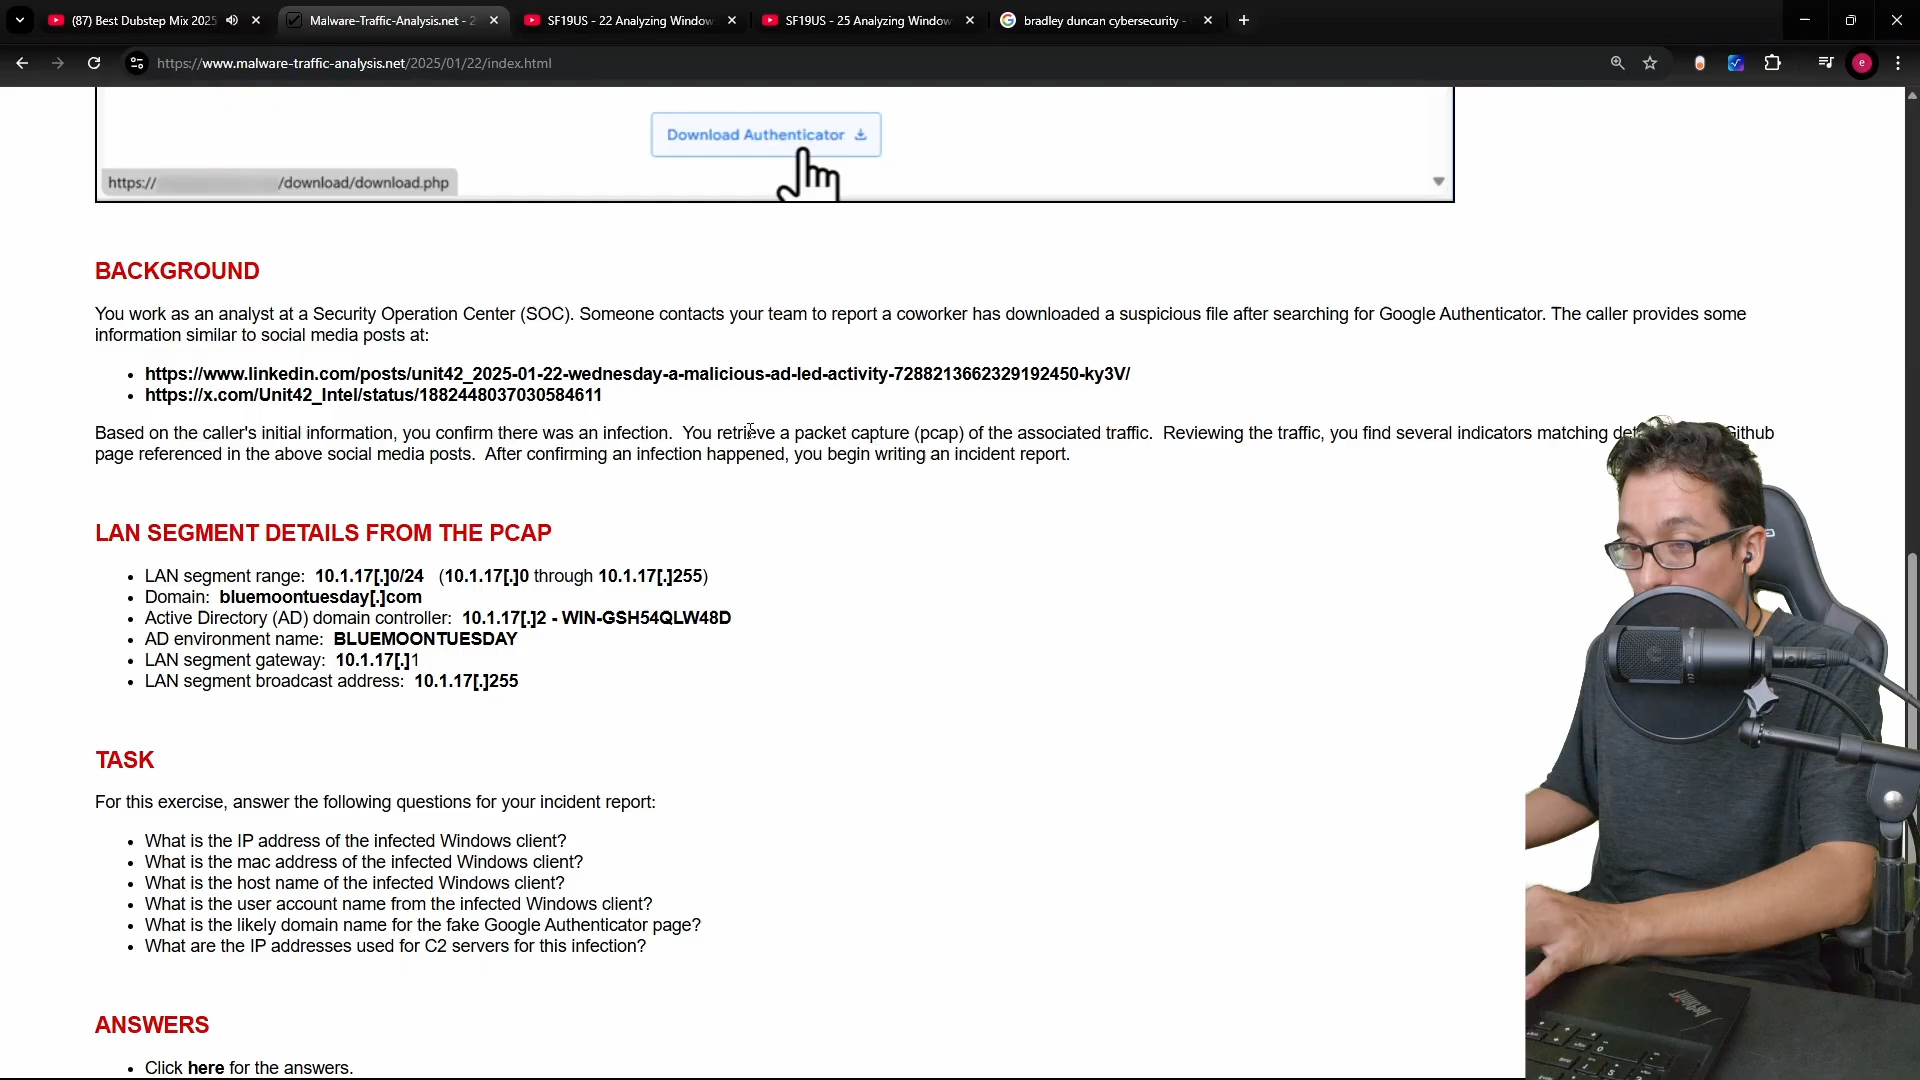 (87) Best Dubstep Mix 2025
Malware-Traffic-Analysis.net - 2
SF19US - 22 Analyzing Window
SF19US - 25 Analyzing Window
bradley duncan cybersecurity -
https://www.malware-traffic-analysis.net/2025/01/22/index.html
e
Download Authenticator
https:// /download/download.php
BACKGROUND
You work as an analyst at a Security Operation Center (SOC). Someone contacts your team to report a coworker has downloaded a suspicious file after searching for Google Authenticator. The caller provides some
information similar to social media posts at:
• https://www.linkedin.com/posts/unit42_2025-01-22-wednesday-a-malicious-ad-led-activity-7288213662329192450-ky3V/
• https://x.com/Unit42_Intel/status/1882448037030584611
Based on the caller's initial information, you confirm there was an infection. You retrieve a packet capture (pcap) of the associated traffic. Reviewing the traffic, you find several indicators matching Github
page referenced in the above social media posts. After confirming an infection happened, you begin writing an incident report.
LAN SEGMENT DETAILS FROM THE PCAP
• LAN segment range: 10.1.17[.]0/24 (10.1.17[.]0 through 10.1.17[.]255)
• Domain: bluemoontuesday[.]com
• Active Directory (AD) domain controller: 10.1.17[.]2 - WIN-GSH54QLW48D
• AD environment name: BLUEMOONTUESDAY
• LAN segment gateway: 10.1.17[.]1
• LAN segment broadcast address: 10.1.17[.]255
TASK
For this exercise, answer the following questions for your incident report:
• What is the IP address of the infected Windows client?
• What is the mac address of the infected Windows client?
• What is the host name of the infected Windows client?
• What is the user account name from the infected Windows client?
• What is the likely domain name for the fake Google Authenticator page?
• What are the IP addresses used for C2 servers for this infection?
ANSWERS
• Click here for the answers.